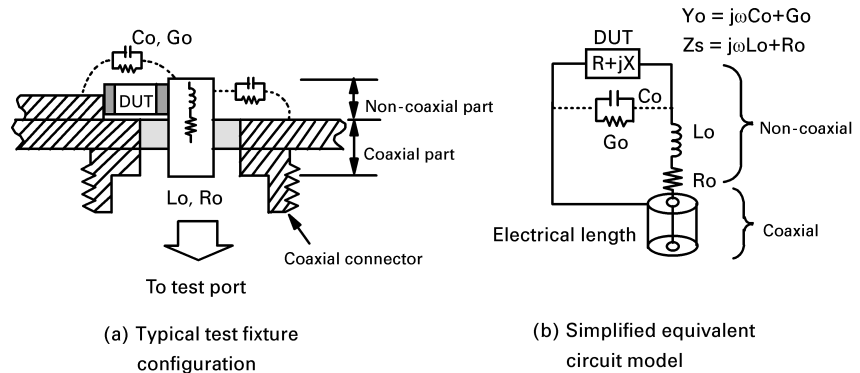 Co, Go
DUT
Non-coaxial part
Coaxial part
Lo, Ro
Coaxial connector
To test port
(a) Typical test fixture
configuration
Yo = jωCo+Go
Zs = jωLo+Ro
DUT
R+jX
Co
Go
Lo
Ro
Non-coaxial
Electrical length
Coaxial
(b) Simplified equivalent
circuit model